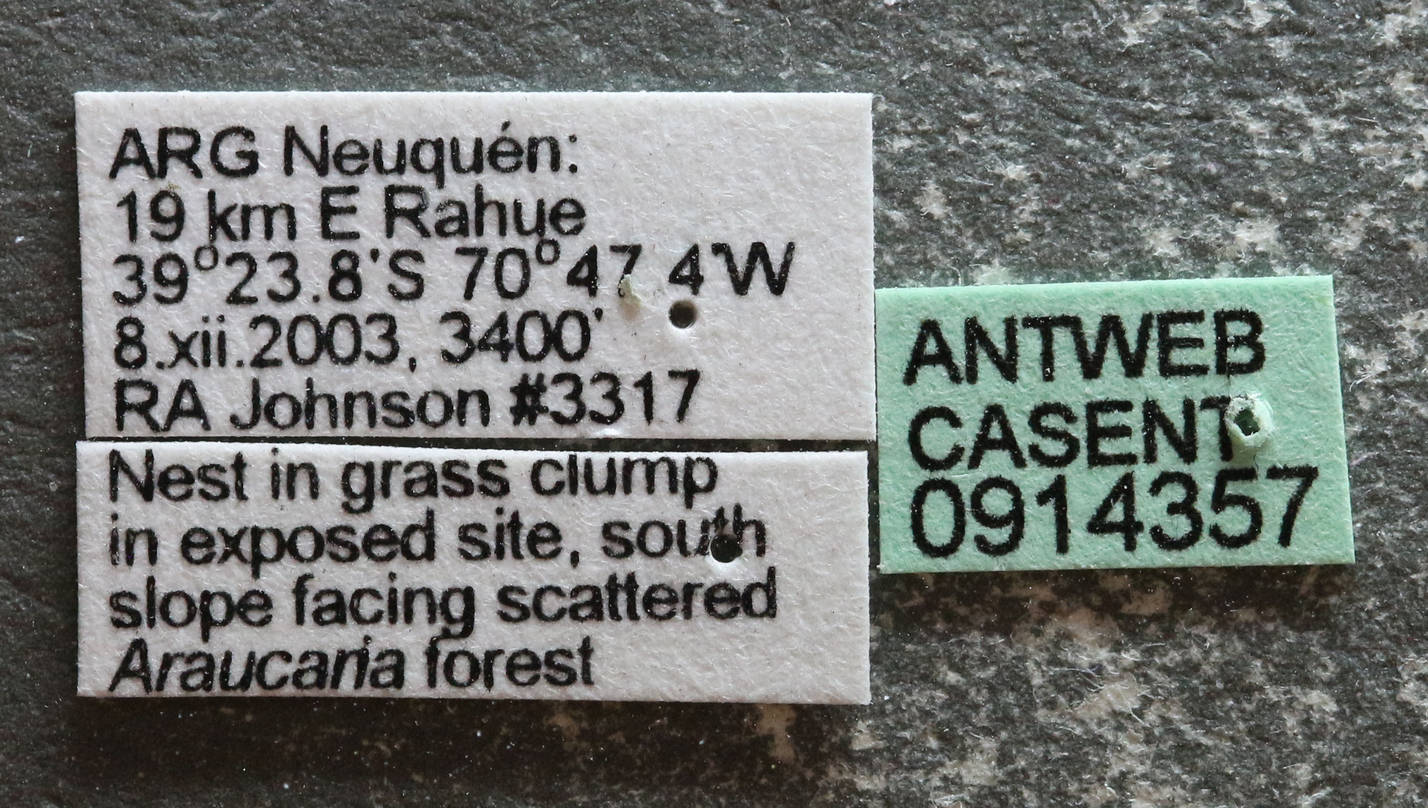 ARG Neuquén:
19 km E Rahue
39°23.8'S 70°47.4'W
8.xii.2003, 3400'
RA Johnson #3317
Nest in grass clump
in exposed site, south
slope facing scattered
Araucaria forest
ANTWEB
CASENT
0914357